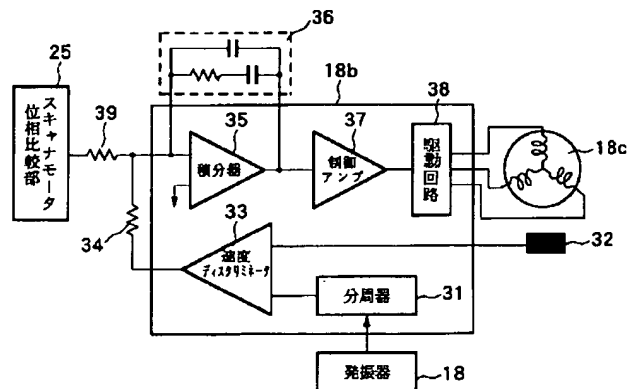 36
25
スキャナモータ
位相比較部
39
18b
38
35
積分器
37
制御
アンプ
駆動回路
18c
34
33
速度
ディスクリミネータ
32
分周器
31
発振器
18